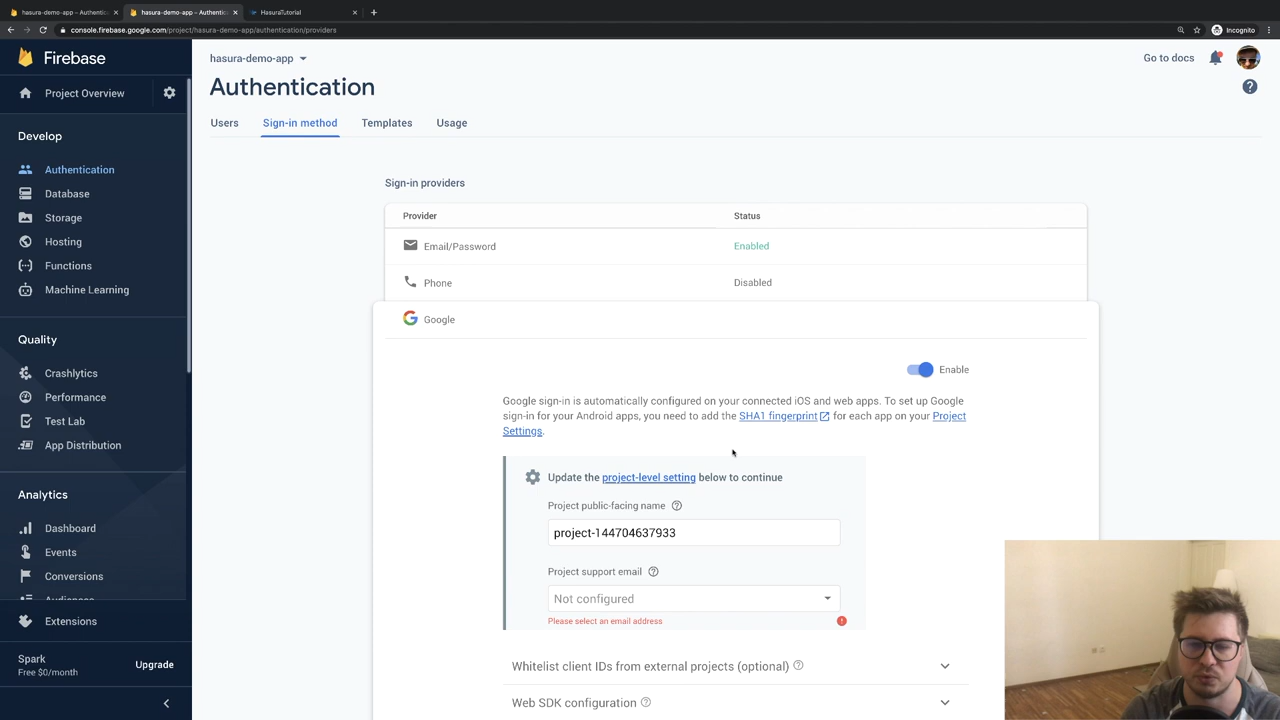 hasura-demo-app – Authentic
hasura-demo-app – Authentic
HasuraTutorial
console.firebase.google.com/project/hasura-demo-app/authentication/providers
Incognito
Firebase
Project Overview
Develop
Authentication
Database
Storage
Hosting
Functions
Machine Learning
Quality
Crashlytics
Performance
Test Lab
App Distribution
Analytics
Dashboard
Events
Conversions
Audiences
Extensions
Spark
Free $0/month
Upgrade
hasura-demo-app
Go to docs
Authentication
Users
Sign-in method
Templates
Usage
Sign-in providers
Provider
Status
Email/Password
Enabled
Phone
Disabled
Google
Enable
Google sign-in is automatically configured on your connected iOS and web apps. To set up Google
sign-in for your Android apps, you need to add the SHA1 fingerprint for each app on your Project
Settings.
Update the project-level setting below to continue
Project public-facing name
project-144704637933
Project support email
Not configured
Please select an email address
Whitelist client IDs from external projects (optional)
Web SDK configuration